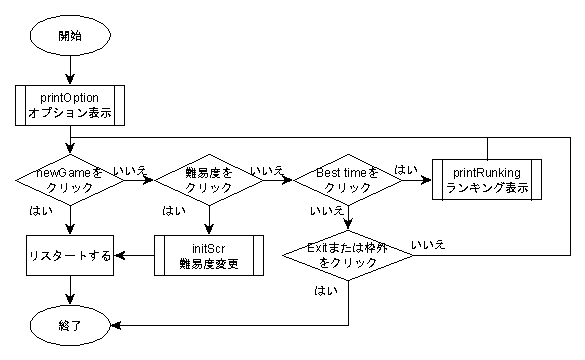 開始
printOption
オプション表示
newGameを
クリック
いいえ
難易度を
クリック
いいえ
Best timeを
クリック
はい
printRunking
ランキング表示
はい
はい
いいえ
リスタートする
initScr
難易度変更
Exitまたは枠外
をクリック
いいえ
はい
終了